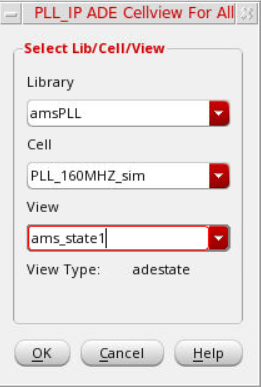 PLL_IP ADE Cellview For All
Select Lib/Cell/View
Library
amsPLL
Cell
PLL_160MHZ_sim
View
ams_state1
View Type: adestate
OK Cancel Help